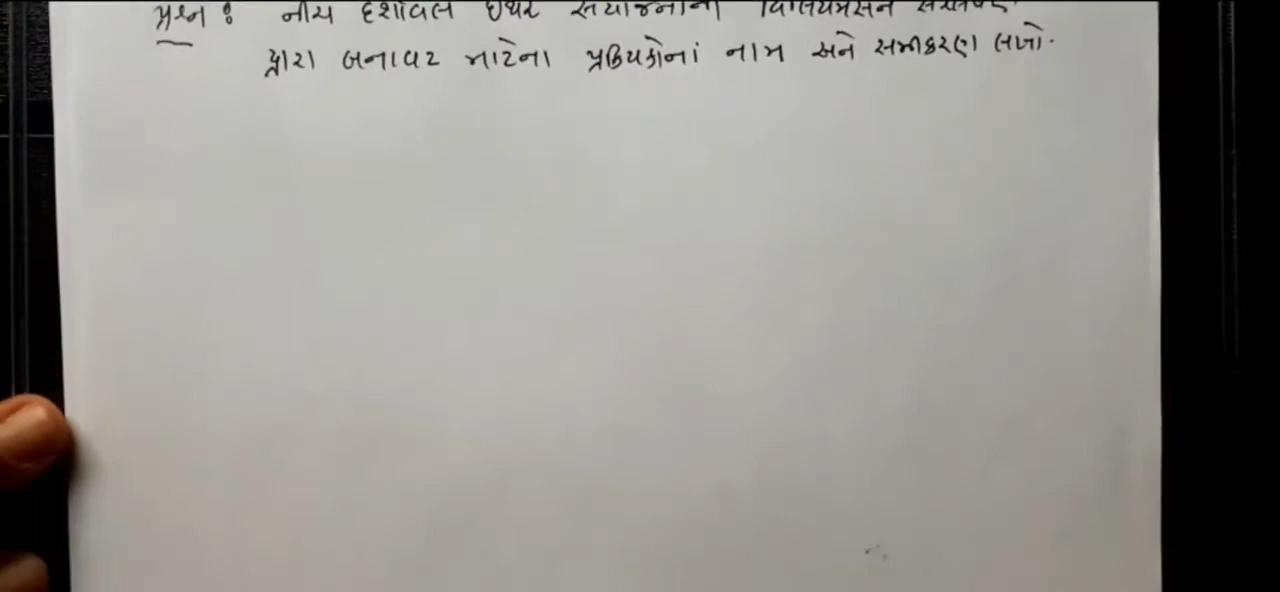 પ્રશ્ન : નીચે દર્શાવેલ ઈથર સંયોજનોની વિલિયમસન સંશ્લેષણ
દ્વારા બનાવટ માટેના પ્રક્રિયકોનાં નામ અને સમીકરણ લખો.